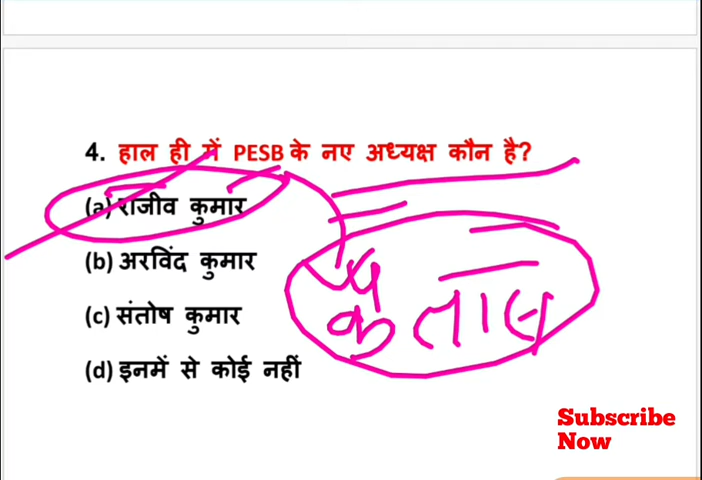 4. हाल ही में PESB के नए अध्यक्ष कौन है?
(a) राजीव कुमार
(b) अरविंद कुमार
(c) संतोष कुमार
(d) इनमें से कोई नहीं
Subscribe
Now